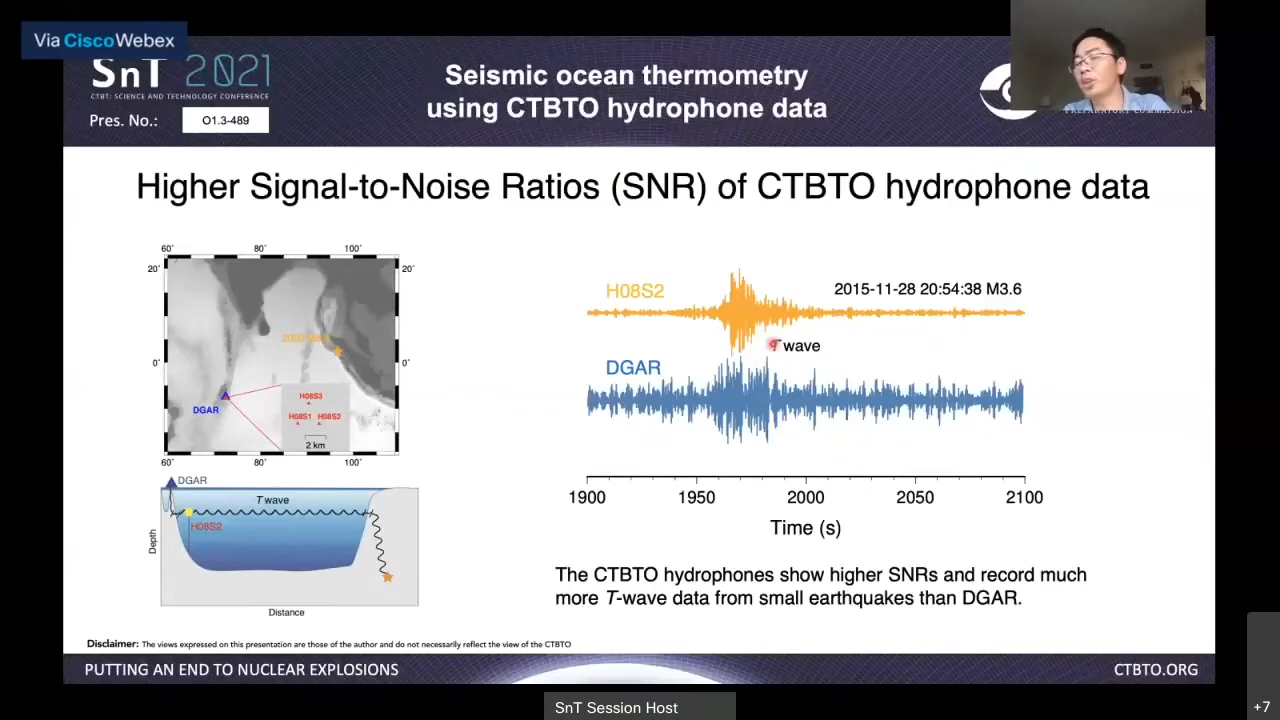 Via CiscoWebex
SnT 2021
CTBT: SCIENCE AND TECHNOLOGY CONFERENCE
Pres. No.: O1.3-489
Seismic ocean thermometry
using CTBTO hydrophone data
PREPARATORY COMMISSION
Higher Signal-to-Noise Ratios (SNR) of CTBTO hydrophone data
60˚ 80˚ 100˚
20˚ 20˚
0˚ 0˚
DGAR
H08S3
H08S1 H08S2
2 km
60˚ 80˚ 100˚
DGAR
T wave
H08S2
Depth
Distance
H08S2
2015-11-28 20:54:38 M3.6
T wave
DGAR
1900 1950 2000 2050 2100
Time (s)
The CTBTO hydrophones show higher SNRs and record much
more T-wave data from small earthquakes than DGAR.
Disclaimer: The views expressed on this presentation are those of the author and do not necessarily reflect the view of the CTBTO
PUTTING AN END TO NUCLEAR EXPLOSIONS
CTBTO.ORG
SnT Session Host
+7